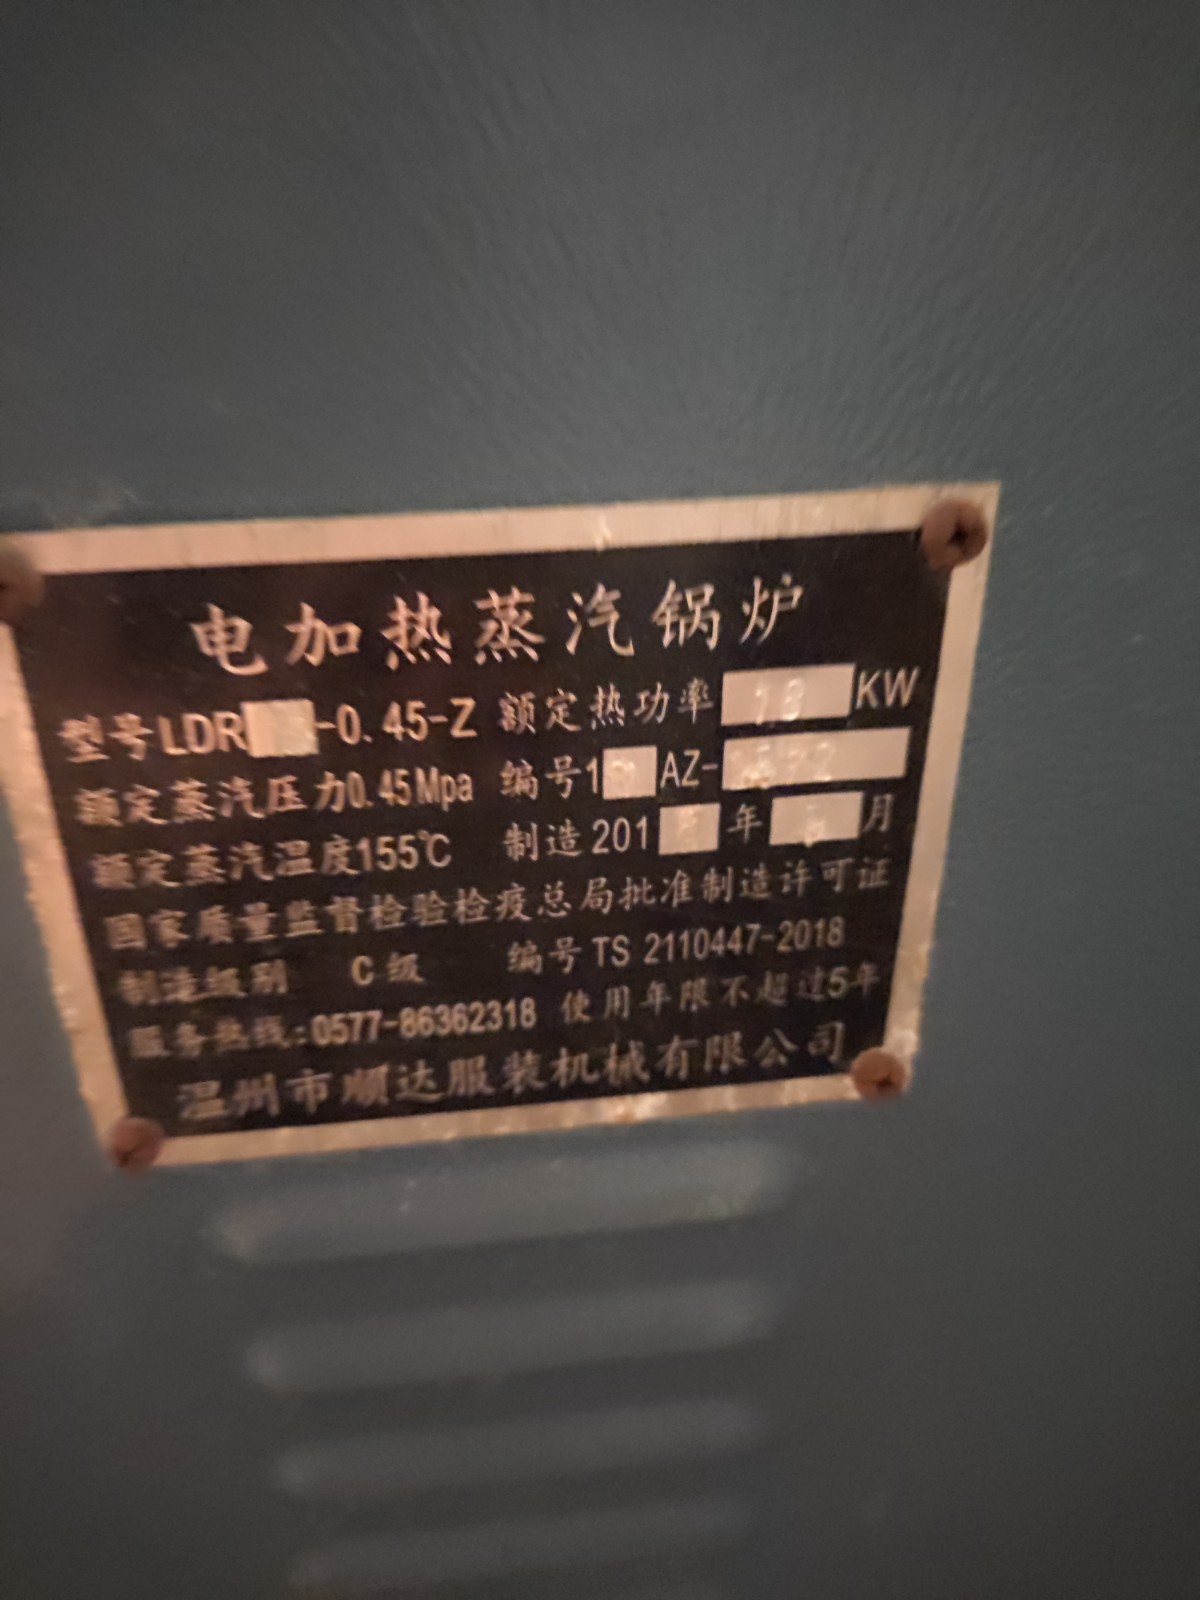 电加热蒸汽锅炉
型号LDR -0.45-Z 额定热功率 18 KW
额定蒸汽压力0.45Mpa 编号1 AZ-
额定蒸汽温度155℃ 制造201 年 月
国家质量监督检验检疫总局批准制造许可证
制造级别 C级 编号TS 2110447-2018
服务热线:0577-86362318 使用年限不超过5年
温州市顺达服装机械有限公司